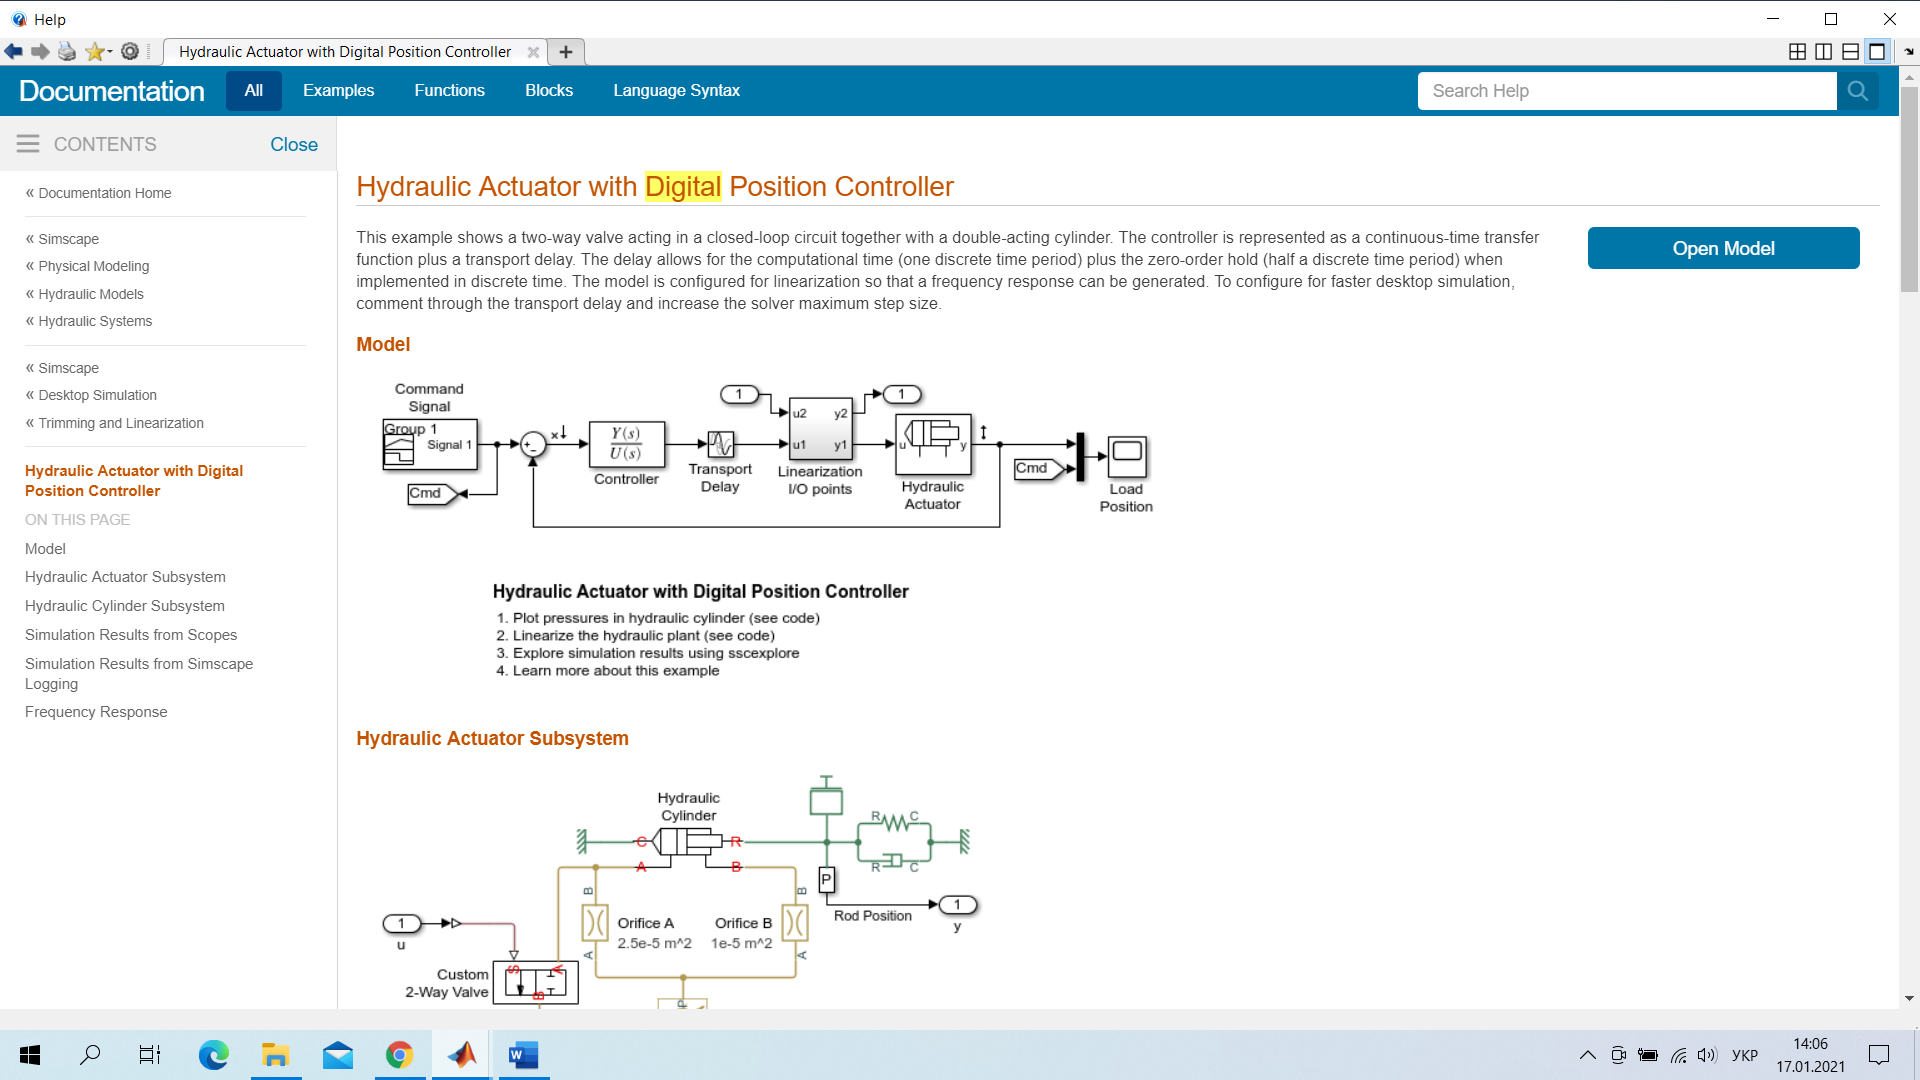 Help
Hydraulic Actuator with Digital Position Controller
Documentation
All
Examples
Functions
Blocks
Language Syntax
Search Help
CONTENTS
Close
« Documentation Home
« Simscape
« Physical Modeling
« Hydraulic Models
« Hydraulic Systems
« Simscape
« Desktop Simulation
« Trimming and Linearization
Hydraulic Actuator with Digital
Position Controller
ON THIS PAGE
Model
Hydraulic Actuator Subsystem
Hydraulic Cylinder Subsystem
Simulation Results from Scopes
Simulation Results from Simscape
Logging
Frequency Response
Hydraulic Actuator with Digital Position Controller
This example shows a two-way valve acting in a closed-loop circuit together with a double-acting cylinder. The controller is represented as a continuous-time transfer
function plus a transport delay. The delay allows for the computational time (one discrete time period) plus the zero-order hold (half a discrete time period) when
implemented in discrete time. The model is configured for linearization so that a frequency response can be generated. To configure for faster desktop simulation,
comment through the transport delay and increase the solver maximum step size.
Open Model
Model
Command
Signal
Group 1
Signal 1
Cmd
+
-
x
Y(s)
U(s)
Controller
Transport
Delay
1
u2 y2
u1 y1
Linearization
I/O points
1
u y
Hydraulic
Actuator
Cmd
Load
Position
Hydraulic Actuator with Digital Position Controller
1. Plot pressures in hydraulic cylinder (see code)
2. Linearize the hydraulic plant (see code)
3. Explore simulation results using sscexplore
4. Learn more about this example
Hydraulic Actuator Subsystem
Hydraulic
Cylinder
C R
A B
R C
R C
P
Rod Position
1
y
B
B
Orifice A
2.5e-5 m^2
Orifice B
1e-5 m^2
A
A
1
u
S A
B
Custom
2-Way Valve
P
УКР
14:06
17.01.2021